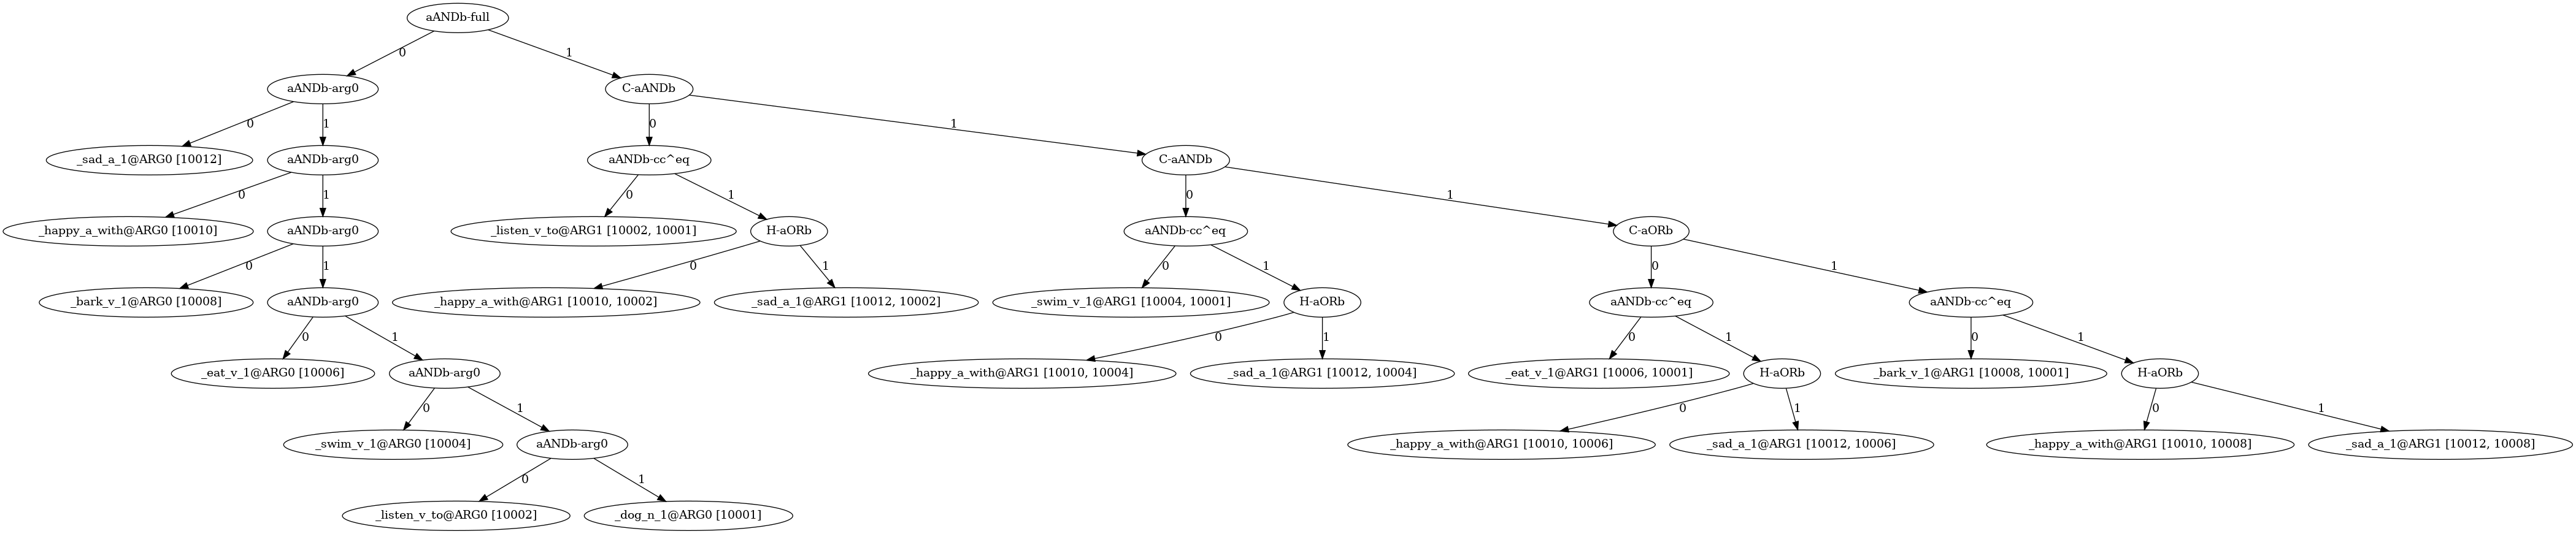 aANDb-full
0 1
aANDb-arg0 C-aANDb
0 1 0 1
_sad_a_1@ARG0 [10012] aANDb-arg0 aANDb-cc^eq C-aANDb
0 1 0 1 0 1
_happy_a_with@ARG0 [10010] aANDb-arg0 _listen_v_to@ARG1 [10002, 10001] H-aORb aANDb-cc^eq C-aORb
0 1 0 1 0 1 0 1
_bark_v_1@ARG0 [10008] aANDb-arg0 _happy_a_with@ARG1 [10010, 10002] _sad_a_1@ARG1 [10012, 10002] _swim_v_1@ARG1 [10004, 10001] H-aORb aANDb-cc^eq aANDb-cc^eq
0 1 0 1 0 1 0 1
_eat_v_1@ARG0 [10006] aANDb-arg0 _happy_a_with@ARG1 [10010, 10004] _sad_a_1@ARG1 [10012, 10004] _eat_v_1@ARG1 [10006, 10001] H-aORb _bark_v_1@ARG1 [10008, 10001] H-aORb
0 1 0 1 0 1
_swim_v_1@ARG0 [10004] aANDb-arg0 _happy_a_with@ARG1 [10010, 10006] _sad_a_1@ARG1 [10012, 10006] _happy_a_with@ARG1 [10010, 10008] _sad_a_1@ARG1 [10012, 10008]
0 1
_listen_v_to@ARG0 [10002] _dog_n_1@ARG0 [10001]